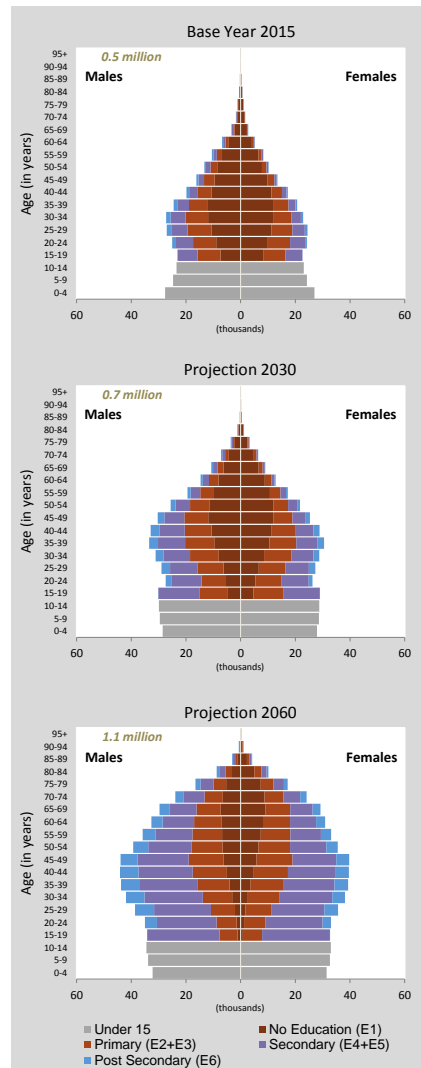 Base Year 2015
0.5 million
Males
Females
Age (in years)
95+
90-94
85-89
80-84
75-79
70-74
65-69
60-64
55-59
50-54
45-49
40-44
35-39
30-34
25-29
20-24
15-19
10-14
5-9
0-4
60 40 20 0 20 40 60
(thousands)
Projection 2030
0.7 million
Males
Females
Age (in years)
95+
90-94
85-89
80-84
75-79
70-74
65-69
60-64
55-59
50-54
45-49
40-44
35-39
30-34
25-29
20-24
15-19
10-14
5-9
0-4
60 40 20 0 20 40 60
(thousands)
Projection 2060
1.1 million
Males
Females
Age (in years)
95+
90-94
85-89
80-84
75-79
70-74
65-69
60-64
55-59
50-54
45-49
40-44
35-39
30-34
25-29
20-24
15-19
10-14
5-9
0-4
60 40 20 0 20 40 60
(thousands)
Under 15 No Education (E1)
Primary (E2+E3) Secondary (E4+E5)
Post Secondary (E6)